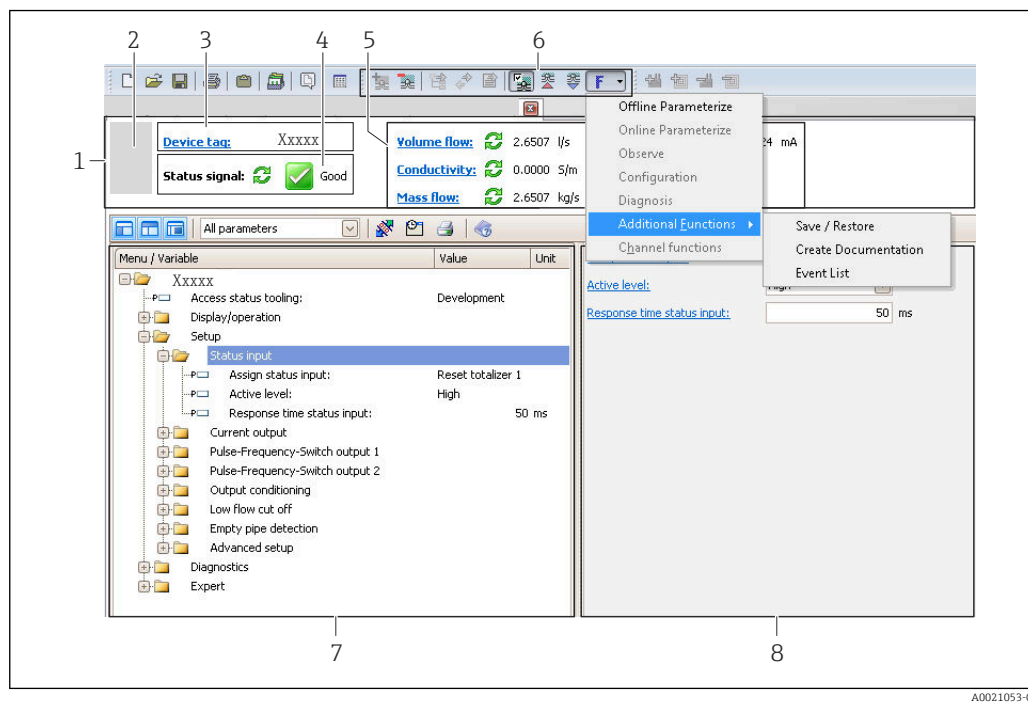 2 3 4 5 6
F
Offline Parameterize
Online Parameterize
Observe
Configuration
Diagnosis
Additional Functions
Channel functions
Save / Restore
Create Documentation
Event List
1
Device tag: Xxxxx
Status signal: Good
Volume flow: 2.6507 l/s
24 mA
Conductivity: 0.0000 S/m
Mass flow: 2.6507 kg/s
All parameters
Menu / Variable Value Unit
Xxxxx
Access status tooling: Development
Display/operation
Setup
Status input
Assign status input: Reset totalizer 1
Active level: High
Response time status input: 50 ms
Current output
Pulse-Frequency-Switch output 1
Pulse-Frequency-Switch output 2
Output conditioning
Low flow cut off
Empty pipe detection
Advanced setup
Diagnostics
Expert
Active level: High
Response time status input: 50 ms
7 8